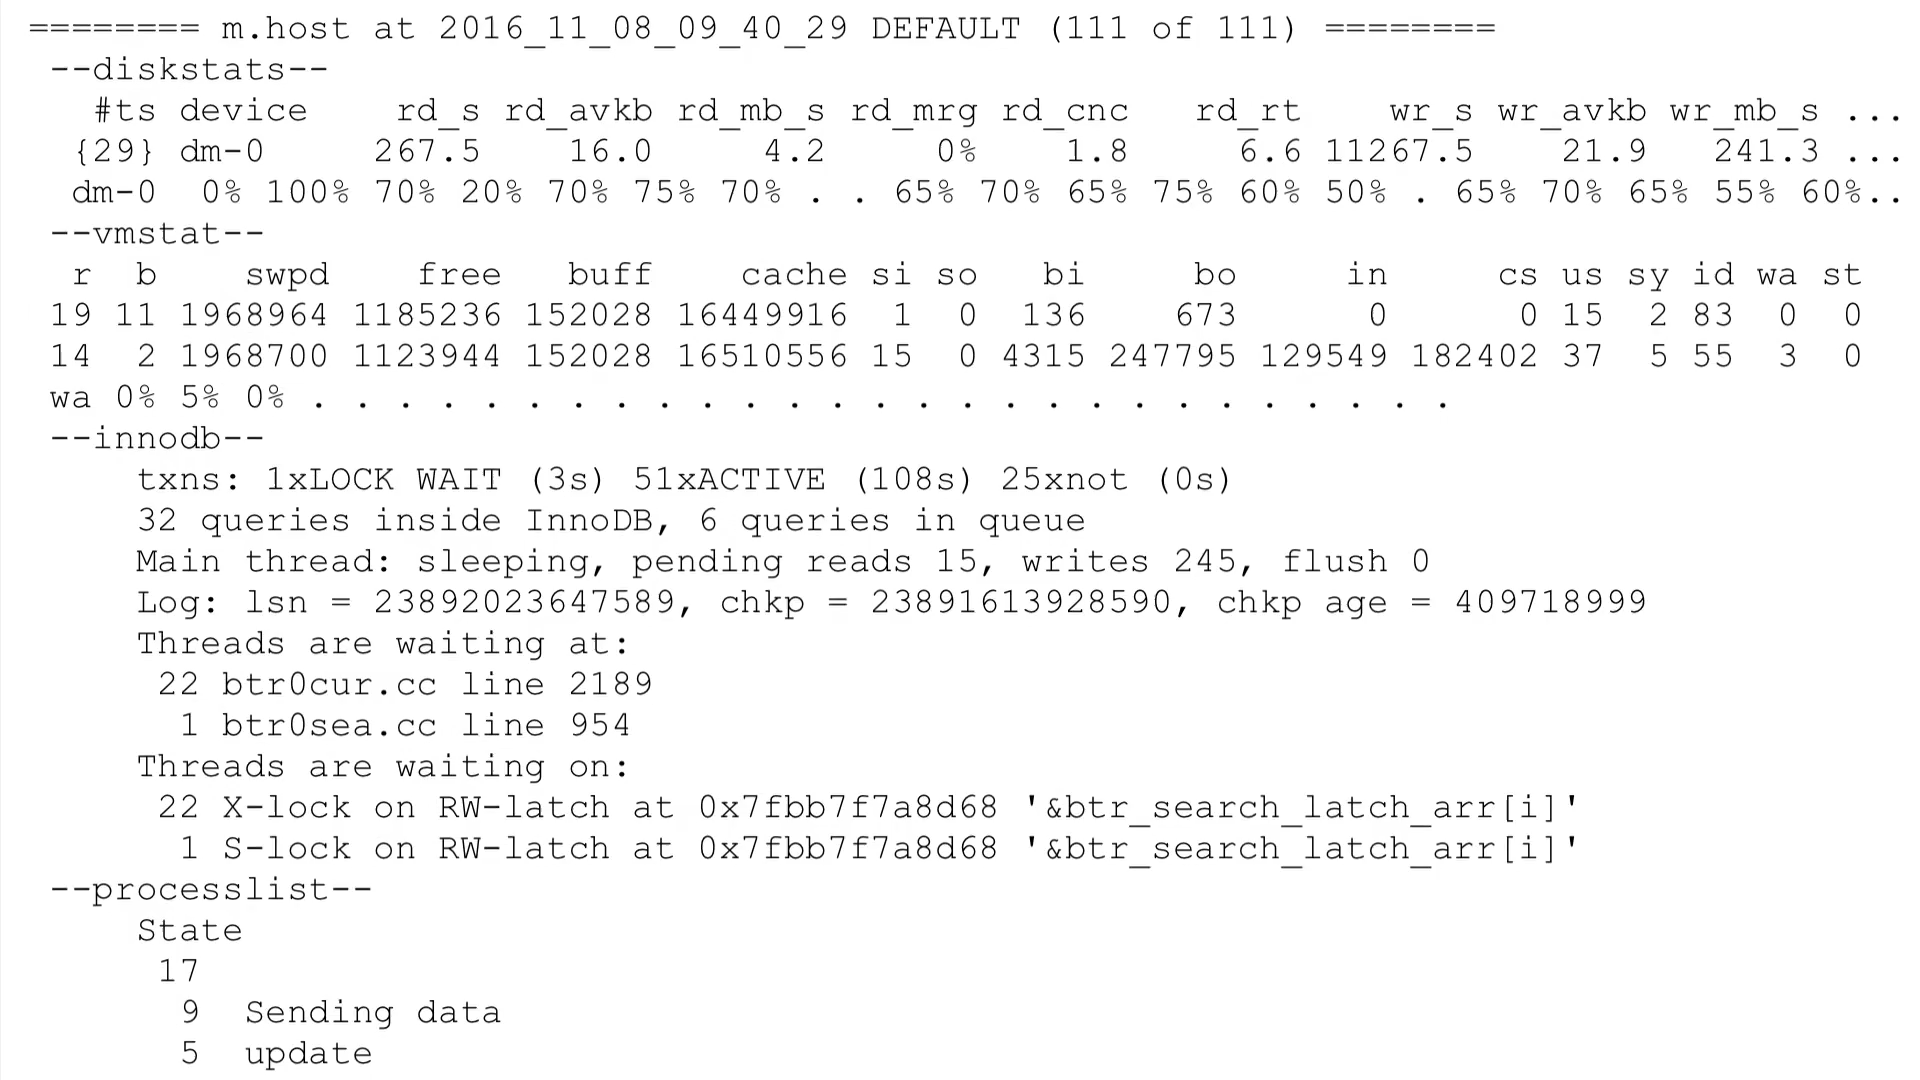 ======== m.host at 2016_11_08_09_40_29 DEFAULT (111 of 111) ========
--diskstats--
#ts device rd_s rd_avkb rd_mb_s rd_mrg rd_cnc rd_rt wr_s wr_avkb wr_mb_s ...
{29} dm-0 267.5 16.0 4.2 0% 1.8 6.6 11267.5 21.9 241.3 ...
dm-0 0% 100% 70% 20% 70% 75% 70% . . 65% 70% 65% 75% 60% 50% . 65% 70% 65% 55% 60%..
--vmstat--
r b swpd free buff cache si so bi bo in cs us sy id wa st
19 11 1968964 1185236 152028 16449916 1 0 136 673 0 0 15 2 83 0 0
14 2 1968700 1123944 152028 16510556 15 0 4315 247795 129549 182402 37 5 55 3 0
wa 0% 5% 0% . . . . . . . . . . . . . . . . . . . . . . . . . . .
--innodb--
txns: 1xLOCK WAIT (3s) 51xACTIVE (108s) 25xnot (0s)
32 queries inside InnoDB, 6 queries in queue
Main thread: sleeping, pending reads 15, writes 245, flush 0
Log: lsn = 23892023647589, chkp = 23891613928590, chkp age = 409718999
Threads are waiting at:
22 btr0cur.cc line 2189
1 btr0sea.cc line 954
Threads are waiting on:
22 X-lock on RW-latch at 0x7fbb7f7a8d68 '&btr_search_latch_arr[i]'
1 S-lock on RW-latch at 0x7fbb7f7a8d68 '&btr_search_latch_arr[i]'
--processlist--
State
17
9 Sending data
5 update